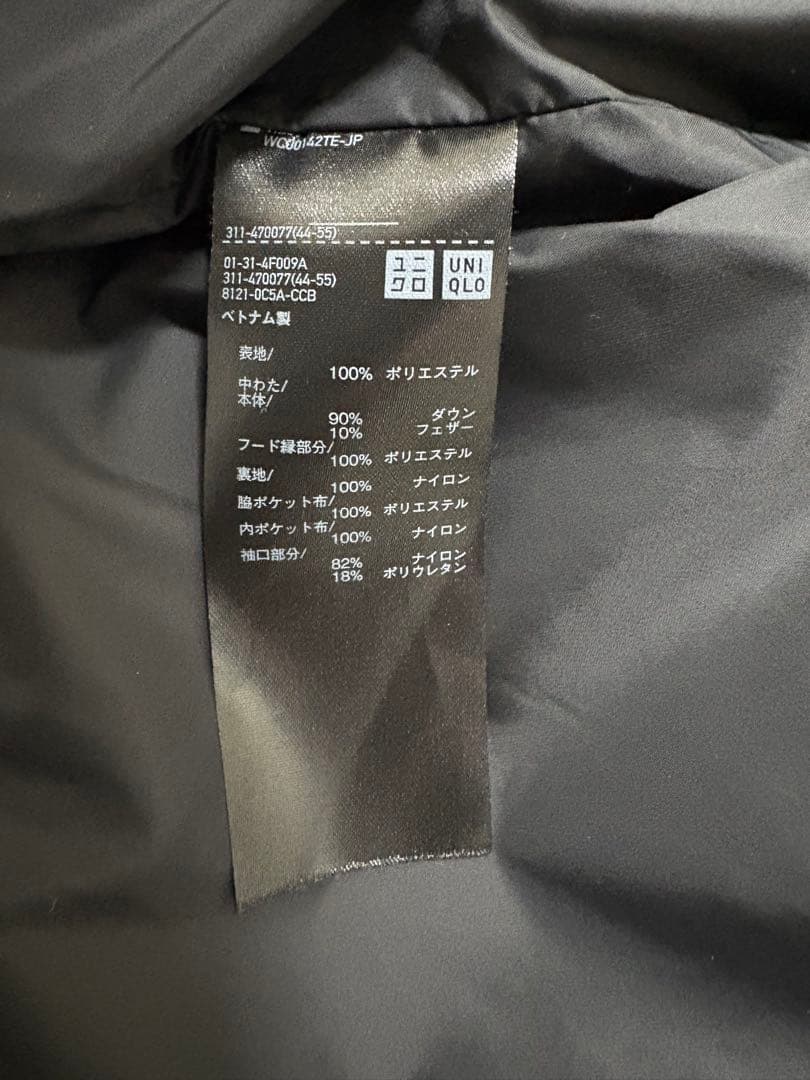 WC00142TE-JP
311-470077(44-55)
01-31-4F009A
311-470077(44-55)
8121-0C5A-CCB
ユニクロ
UNIQLO
ベトナム製
表地/
100% ポリエステル
中わた/
本体/
90% ダウン
10% フェザー
フード縁部分/
100% ポリエステル
裏地/
100% ナイロン
脇ポケット布/
100% ポリエステル
内ポケット布/
100% ナイロン
袖口部分/
82% ナイロン
18% ポリウレタン